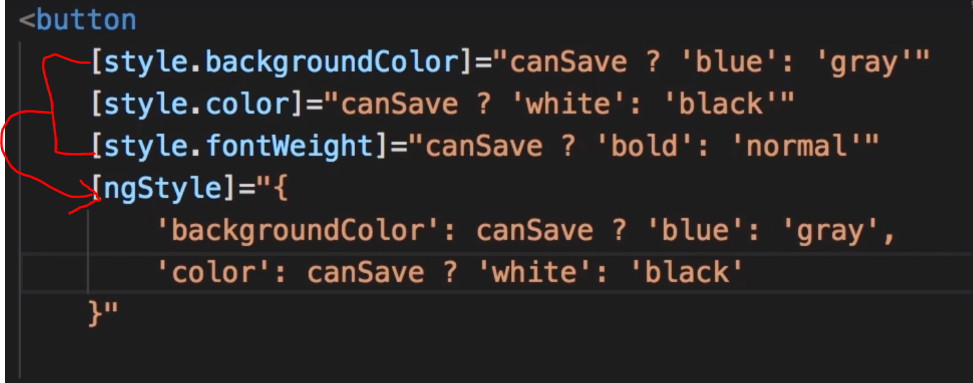 <button
[style.backgroundColor]="canSave ? 'blue': 'gray'"
[style.color]="canSave ? 'white': 'black'"
[style.fontWeight]="canSave ? 'bold': 'normal'"
[ngStyle]="{
'backgroundColor': canSave ? 'blue': 'gray',
'color': canSave ? 'white': 'black'
}"